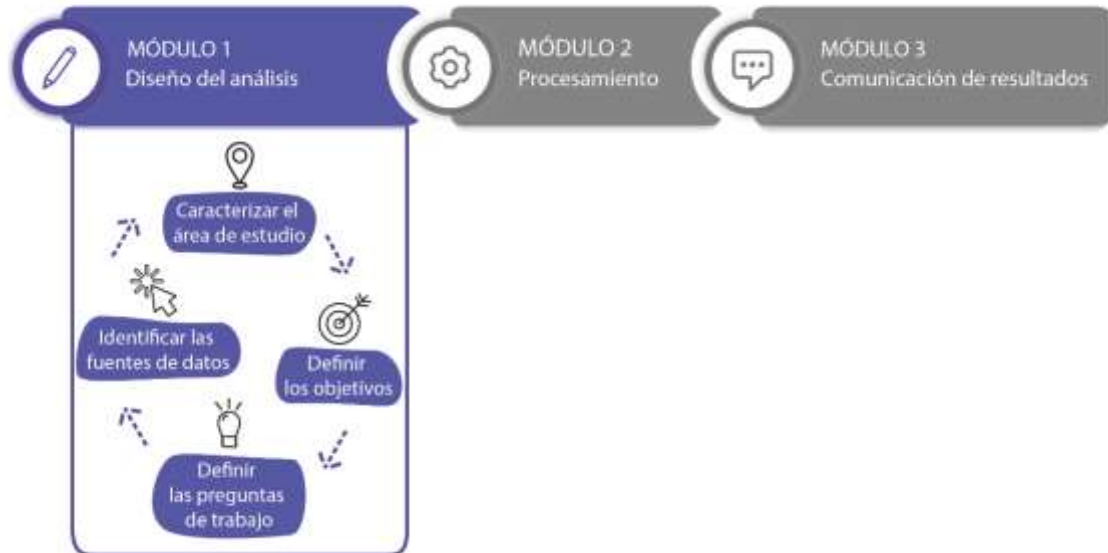 MÓDULO 1
Diseño del análisis
MÓDULO 2
Procesamiento
MÓDULO 3
Comunicación de resultados
Caracterizar el
área de estudio
Identificar las
fuentes de datos
Definir
los objetivos
Definir
las preguntas
de trabajo